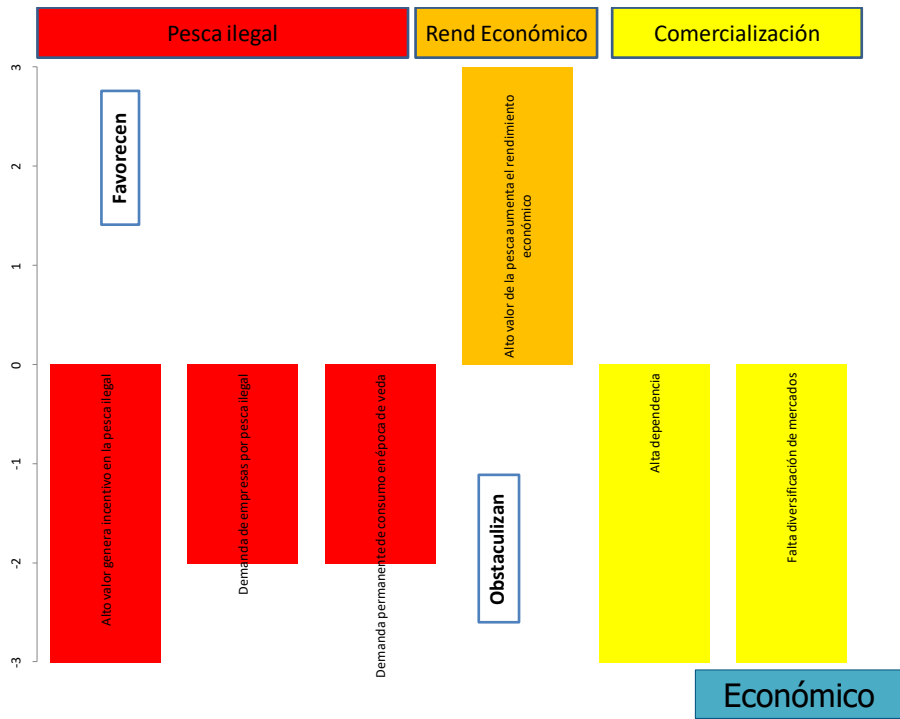 Pesca ilegal
Rend Económico
Comercialización
3
2
1
0
-1
-2
-3
Favorecen
Obstaculizan
Alto valor genera incentivo en la pesca ilegal
Demanda de empresas por pesca ilegal
Demanda permanente de consumo en época de veda
Alto valor de la pesca aumenta el rendimiento
económico
Alta dependencia
Falta diversificación de mercados
Económico